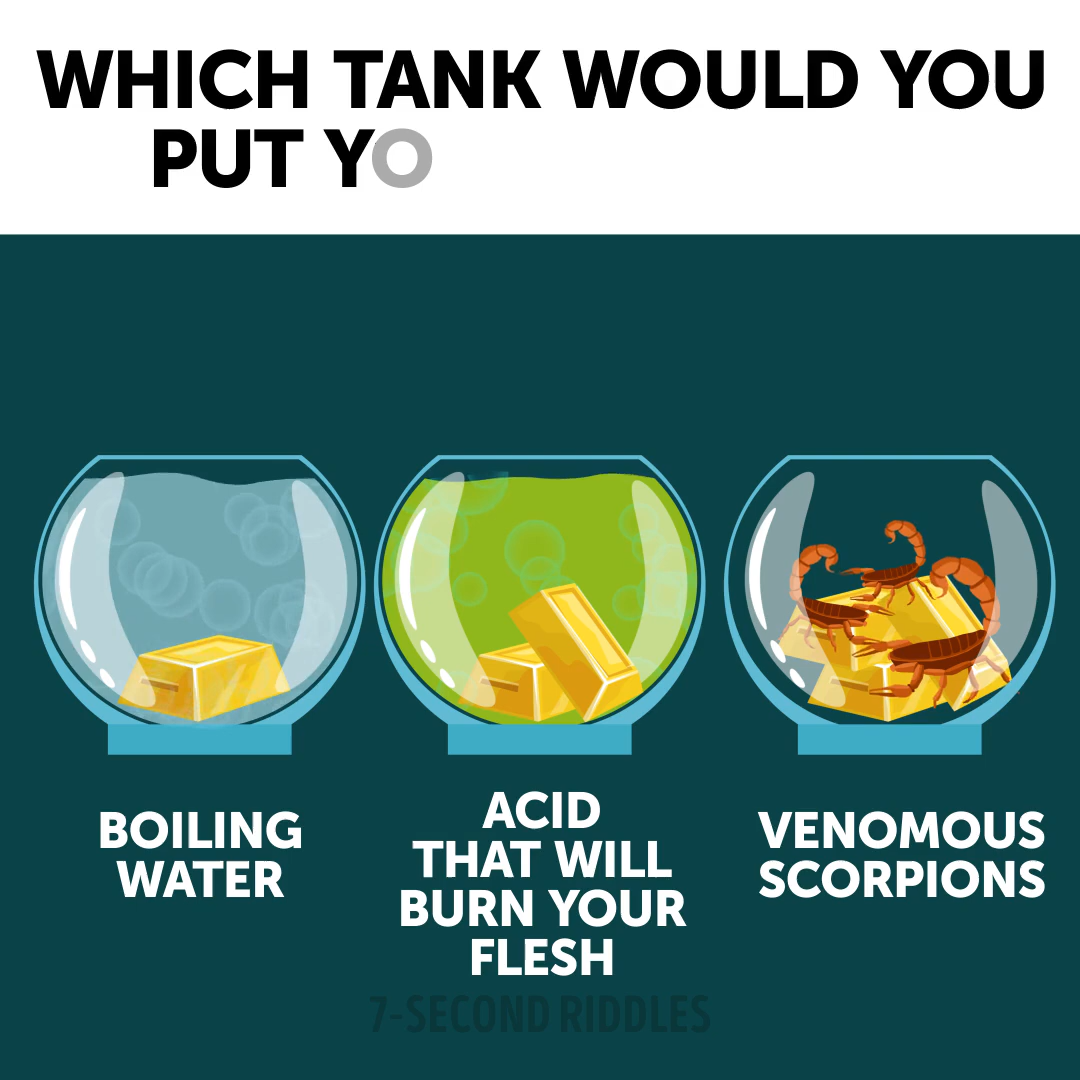 WHICH TANK WOULD YOU
PUT YO
BOILING
WATER
ACID
THAT WILL
BURN YOUR
FLESH
VENOMOUS
SCORPIONS
7-SECOND RIDDLES